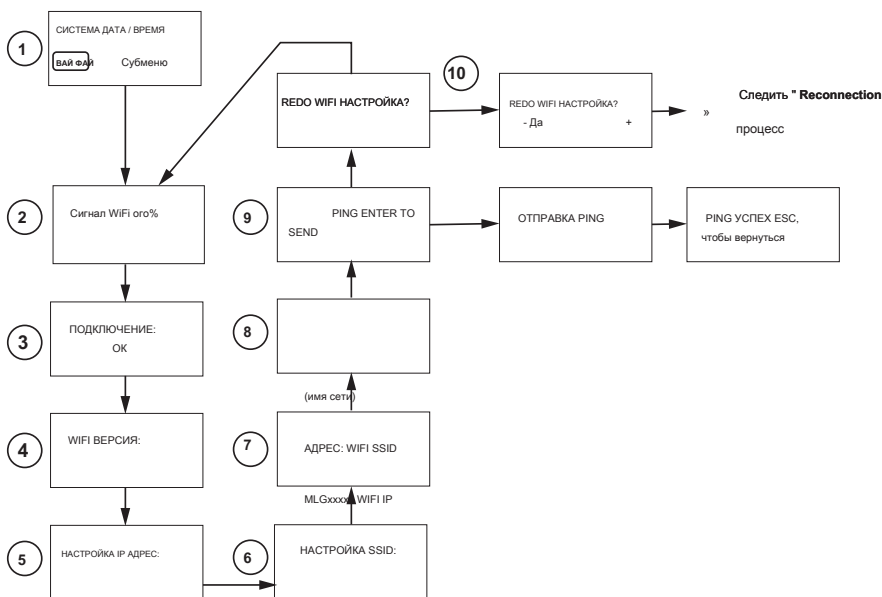 1
СИСТЕМА ДАТА / ВРЕМЯ
ВАЙ ФАЙ Субменю
2
Сигнал WiFi ого%
3
ПОДКЛЮЧЕНИЕ:
ОК
4
WIFI ВЕРСИЯ:
5
НАСТРОЙКА IP АДРЕС:
6
НАСТРОЙКА SSID:
MLGxxxx WIFI IP
7
АДРЕС: WIFI SSID
(имя сети)
8
9
PING ENTER TO
SEND
ОТПРАВКА PING
PING УСПЕХ ESC,
чтобы вернуться
REDO WIFI НАСТРОЙКА?
10
REDO WIFI НАСТРОЙКА?
- Да +
Следить " Reconnection
»
процесс